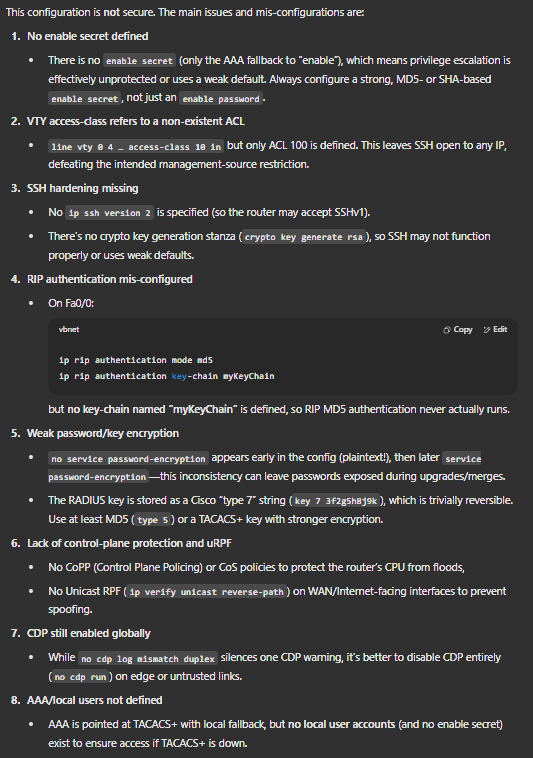 This configuration is not secure. The main issues and mis-configurations are:
1. No enable secret defined
• There is no enable secret (only the AAA fallback to "enable"), which means privilege escalation is
effectively unprotected or uses a weak default. Always configure a strong, MD5- or SHA-based
enable secret, not just an enable password.
2. VTY access-class refers to a non-existent ACL
• line vty 0 4 … access-class 10 in but only ACL 100 is defined. This leaves SSH open to any IP,
defeating the intended management-source restriction.
3. SSH hardening missing
• No ip ssh version 2 is specified (so the router may accept SSHv1).
• There's no crypto key generation stanza (crypto key generate rsa), so SSH may not function
properly or uses weak defaults.
4. RIP authentication mis-configured
• On Fa0/0:
vbnet
Copy
Edit
ip rip authentication mode md5
ip rip authentication key-chain myKeyChain
but no key-chain named "myKeyChain" is defined, so RIP MD5 authentication never actually runs.
5. Weak password/key encryption
• no service password-encryption appears early in the config (plaintext!), then later service
password-encryption—this inconsistency can leave passwords exposed during upgrades/merges.
• The RADIUS key is stored as a Cisco "type 7" string (key 7 3f2g5h8j9k), which is trivially reversible.
Use at least MD5 (type 5) or a TACACS+ key with stronger encryption.
6. Lack of control-plane protection and uRPF
• No CoPP (Control Plane Policing) or CoS policies to protect the router's CPU from floods,
• No Unicast RPF (ip verify unicast reverse-path) on WAN/Internet-facing interfaces to prevent
spoofing.
7. CDP still enabled globally
• While no cdp log mismatch duplex silences one CDP warning, it's better to disable CDP entirely
(no cdp run) on edge or untrusted links.
8. AAA/local users not defined
• AAA is pointed at TACACS+ with local fallback, but no local user accounts (and no enable secret)
exist to ensure access if TACACS+ is down.